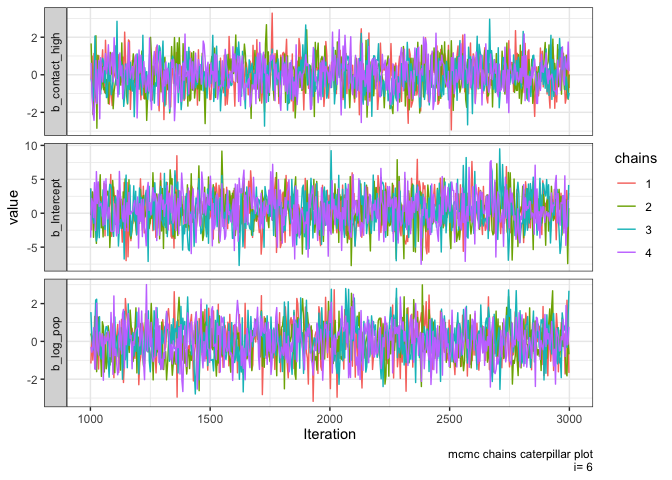 b_contact_high
2
0
-2
b_Intercept
10
5
0
-5
b_log_pop
2
0
-2
value
1000
1500
2000
2500
3000
Iteration
chains
1
2
3
4
mcmc chains caterpillar plot
i= 6